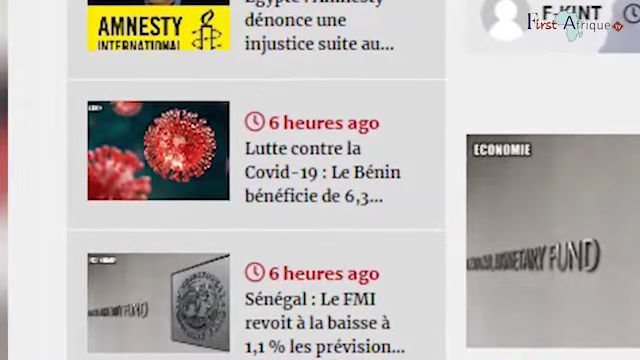 Egypte : Amnesty
dénonce une
injustice suite au...
AMNESTY
INTERNATIONAL
6 heures ago
Lutte contre la
Covid-19 : Le Bénin
bénéficie de 6,3...
6 heures ago
Sénégal : Le FMI
revoit à la baisse à
1,1 % les prévision...
First Afrique tv
ECONOMIE
MONETARY FUND